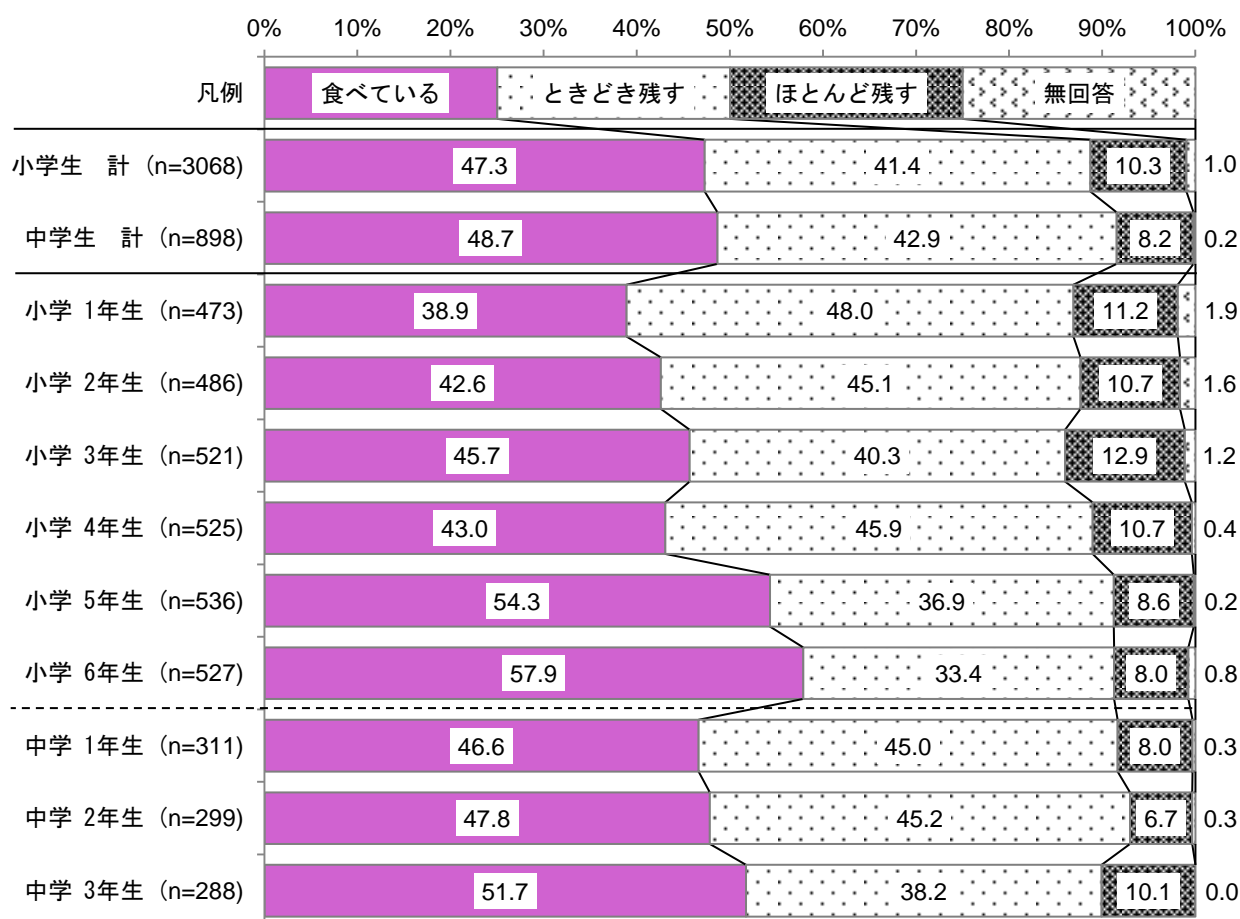 0% 10% 20% 30% 40% 50% 60% 70% 80% 90% 100%
凡例 食べている ときどき残す ほとんど残す 無回答
小学生　計（n=3068) 47.3 41.4 10.3 1.0
中学生　計（n=898) 48.7 42.9 8.2 0.2
小学 1年生（n=473) 38.9 48.0 11.2 1.9
小学 2年生（n=486) 42.6 45.1 10.7 1.6
小学 3年生（n=521) 45.7 40.3 12.9 1.2
小学 4年生（n=525) 43.0 45.9 10.7 0.4
小学 5年生（n=536) 54.3 36.9 8.6 0.2
小学 6年生（n=527) 57.9 33.4 8.0 0.8
中学 1年生（n=311) 46.6 45.0 8.0 0.3
中学 2年生（n=299) 47.8 45.2 6.7 0.3
中学 3年生（n=288) 51.7 38.2 10.1 0.0